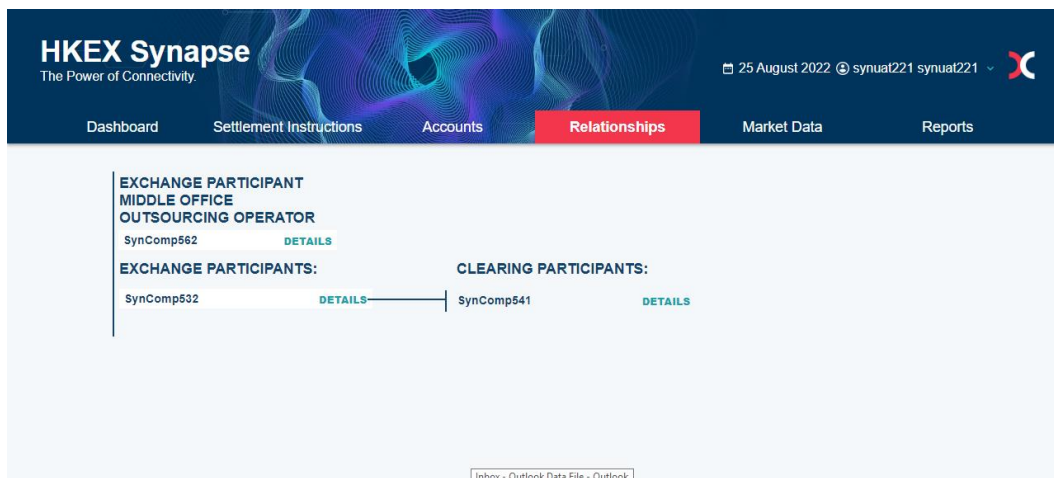 HKEX Synapse
The Power of Connectivity.
25 August 2022 synuat221 synuat221
Dashboard Settlement Instructions Accounts Relationships Market Data Reports
EXCHANGE PARTICIPANT
MIDDLE OFFICE
OUTSOURCING OPERATOR
SynComp562 DETAILS
EXCHANGE PARTICIPANTS: CLEARING PARTICIPANTS:
SynComp532 DETAILS SynComp541 DETAILS
Inbox - Outlook Data File - Outlook